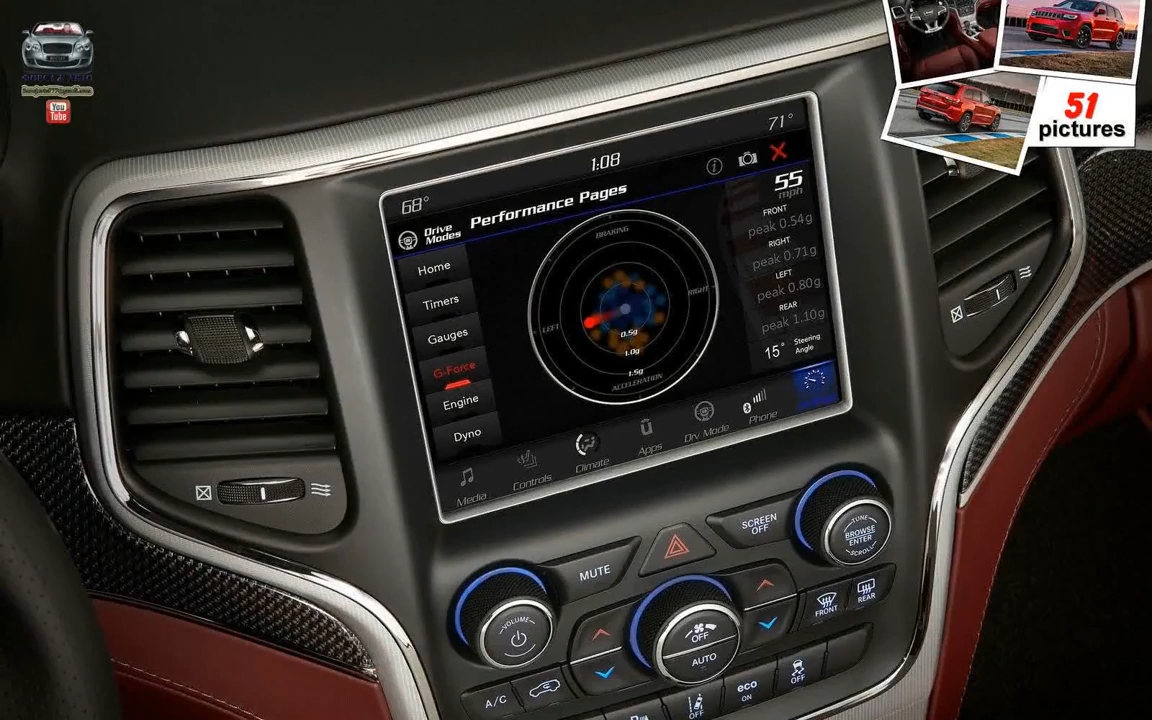 You
Tube
51
pictures
68°
1:08
71°
Drive
Modes
Performance Pages
55
mph
Home
Timers
Gauges
G-Force
Engine
Dyno
BRAKING
LEFT
RIGHT
0.5g
1.0g
1.5g
ACCELERATION
FRONT
peak 0.54g
RIGHT
peak 0.71g
LEFT
peak 0.80g
REAR
peak 1.10g
15° Steering
Angle
Media
Controls
Climate
Apps
Drv Mode
Phone
SCREEN
OFF
MUTE
TUNE
BROWSE
ENTER
SCROLL
VOLUME
OFF
AUTO
FRONT
REAR
A/C
OFF
eco
ON
OFF